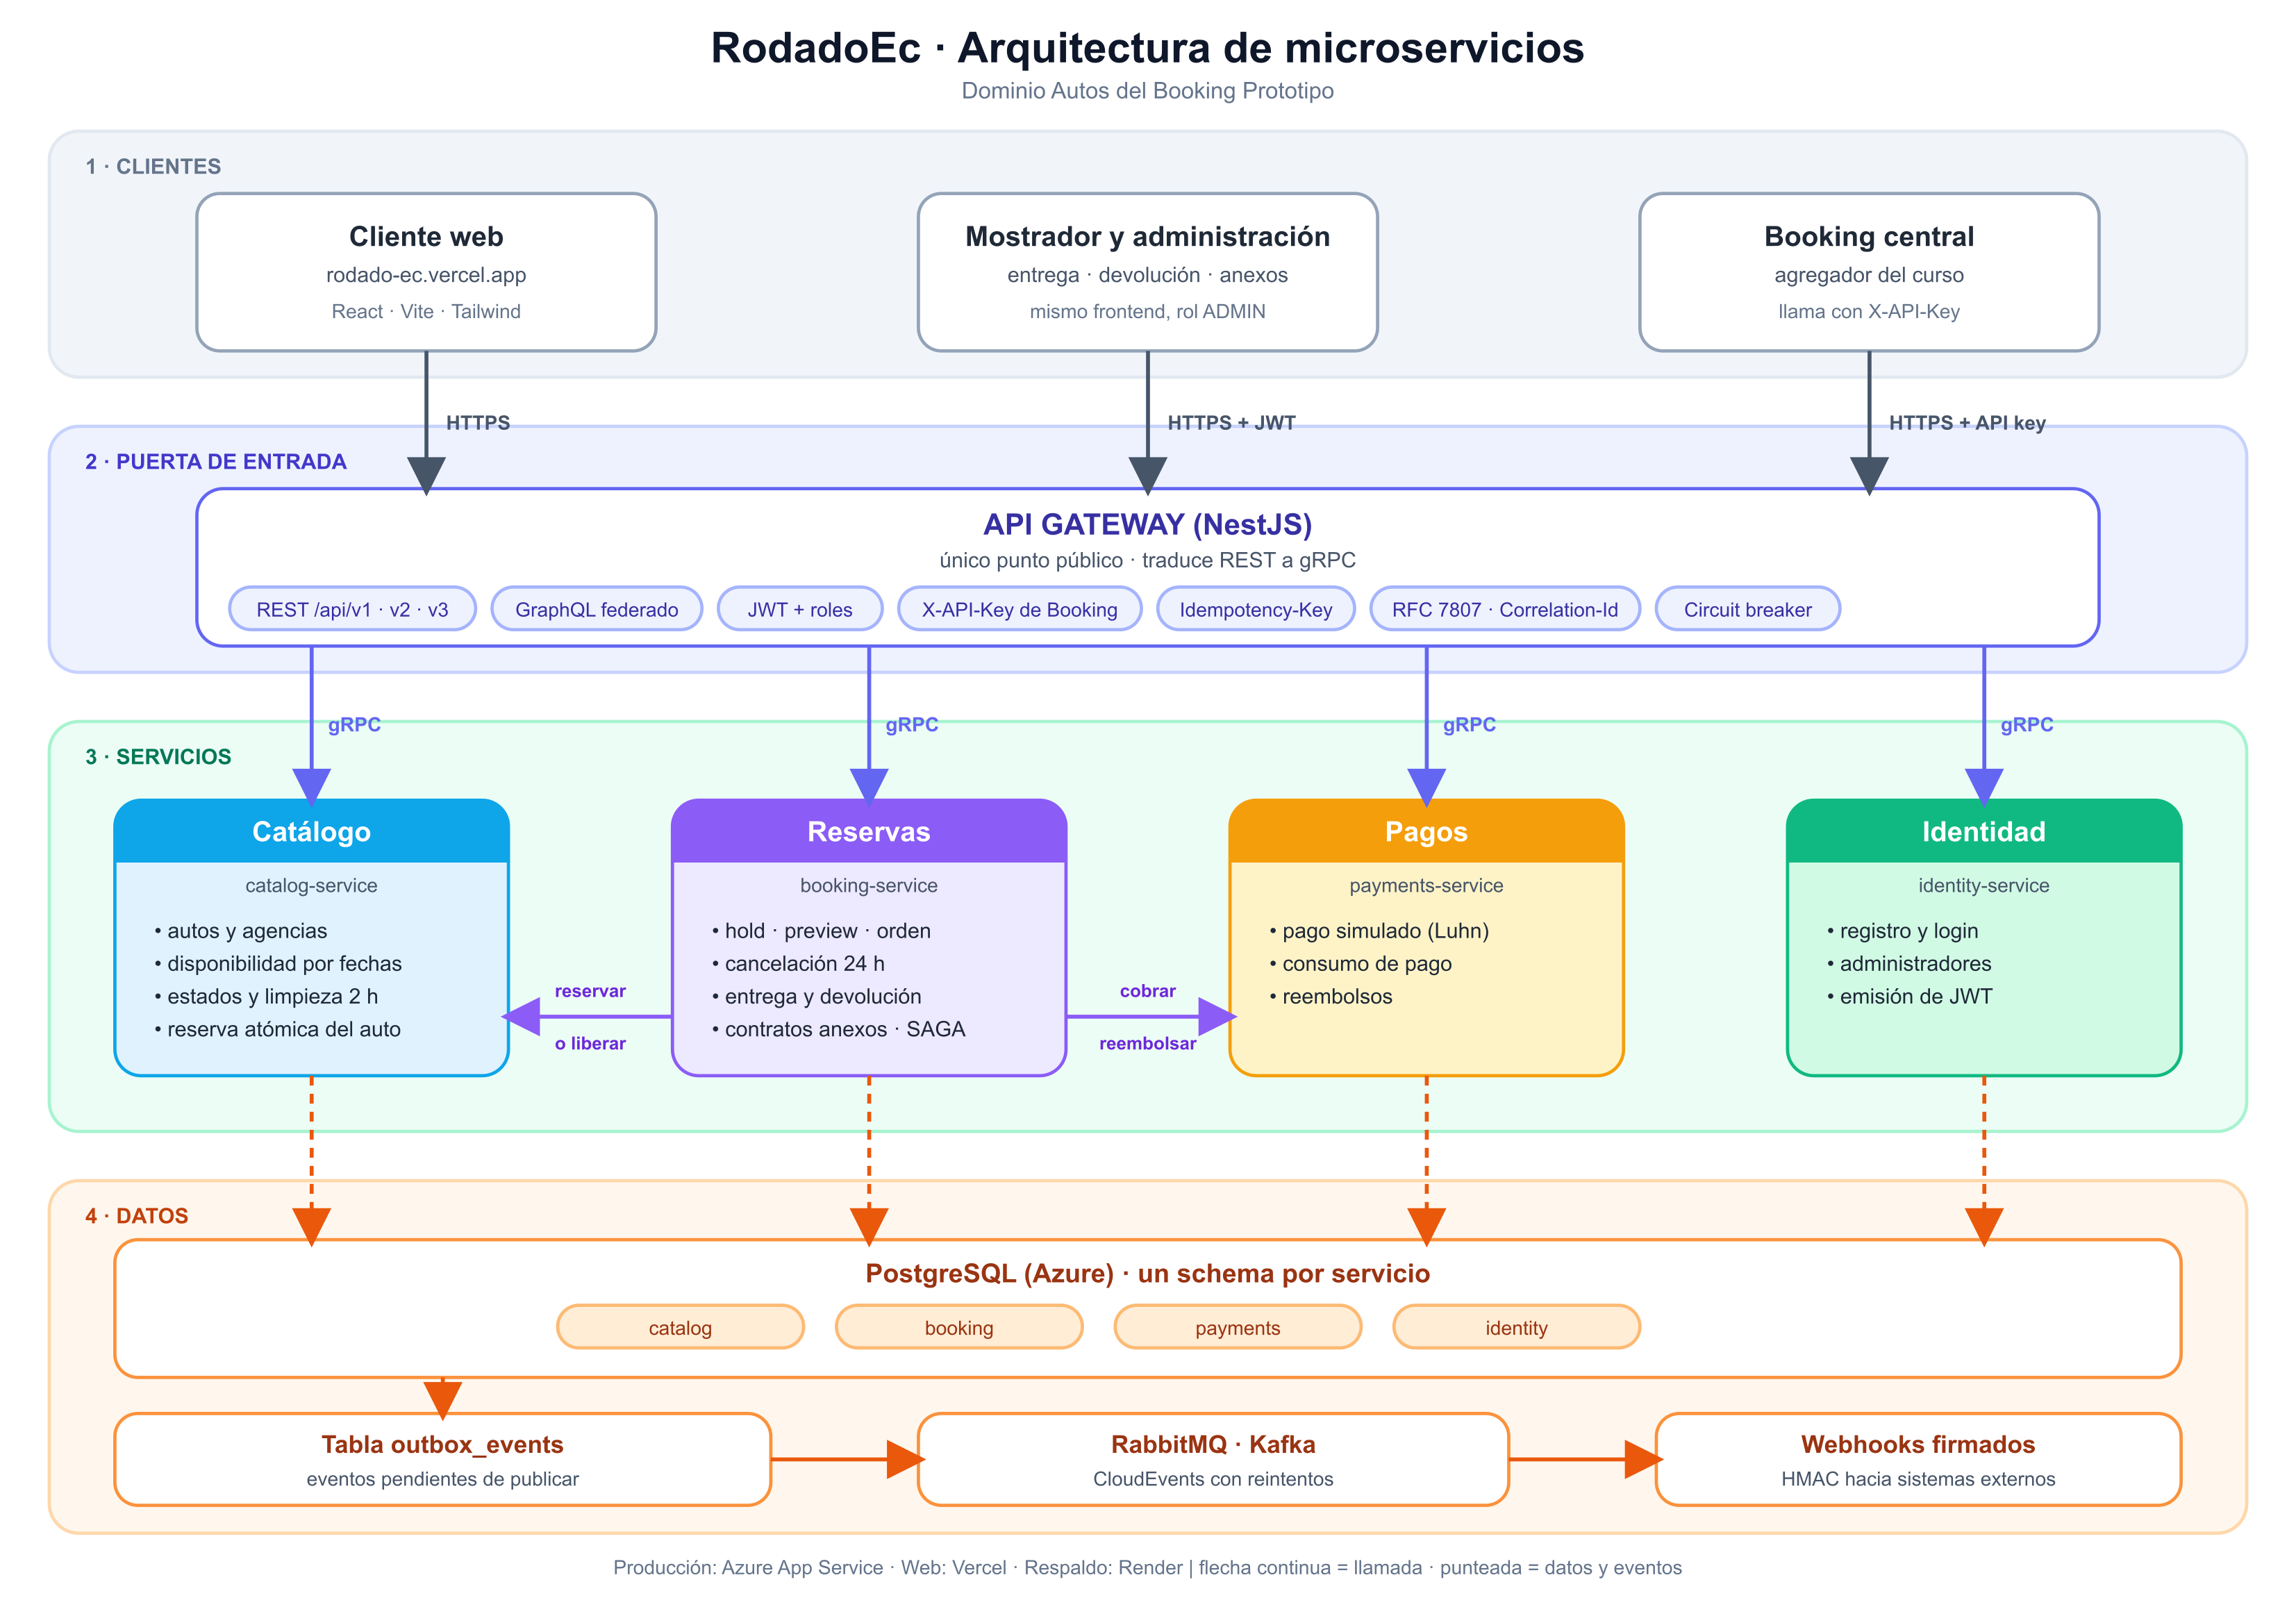 RodadoEc · Arquitectura de microservicios
Dominio Autos del Booking Prototipo
1 · CLIENTES
Cliente web
rodado-ec.vercel.app
React · Vite · Tailwind
Mostrador y administración
entrega · devolución · anexos
mismo frontend, rol ADMIN
Booking central
agregador del curso
llama con X-API-Key
HTTPS
HTTPS + JWT
HTTPS + API key
2 · PUERTA DE ENTRADA
API GATEWAY (NestJS)
único punto público · traduce REST a gRPC
REST /api/v1 · v2 · v3
GraphQL federado
JWT + roles
X-API-Key de Booking
Idempotency-Key
RFC 7807 · Correlation-Id
Circuit breaker
gRPC
gRPC
gRPC
gRPC
3 · SERVICIOS
Catálogo
catalog-service
• autos y agencias
• disponibilidad por fechas
• estados y limpieza 2 h
• reserva atómica del auto
reservar
o liberar
Reservas
booking-service
• hold · preview · orden
• cancelación 24 h
• entrega y devolución
• contratos anexos · SAGA
cobrar
reembolsar
Pagos
payments-service
• pago simulado (Luhn)
• consumo de pago
• reembolsos
Identidad
identity-service
• registro y login
• administradores
• emisión de JWT
4 · DATOS
PostgreSQL (Azure) · un schema por servicio
catalog
booking
payments
identity
Tabla outbox_events
eventos pendientes de publicar
RabbitMQ · Kafka
CloudEvents con reintentos
Webhooks firmados
HMAC hacia sistemas externos
Producción: Azure App Service · Web: Vercel · Respaldo: Render | flecha continua = llamada · punteada = datos y eventos